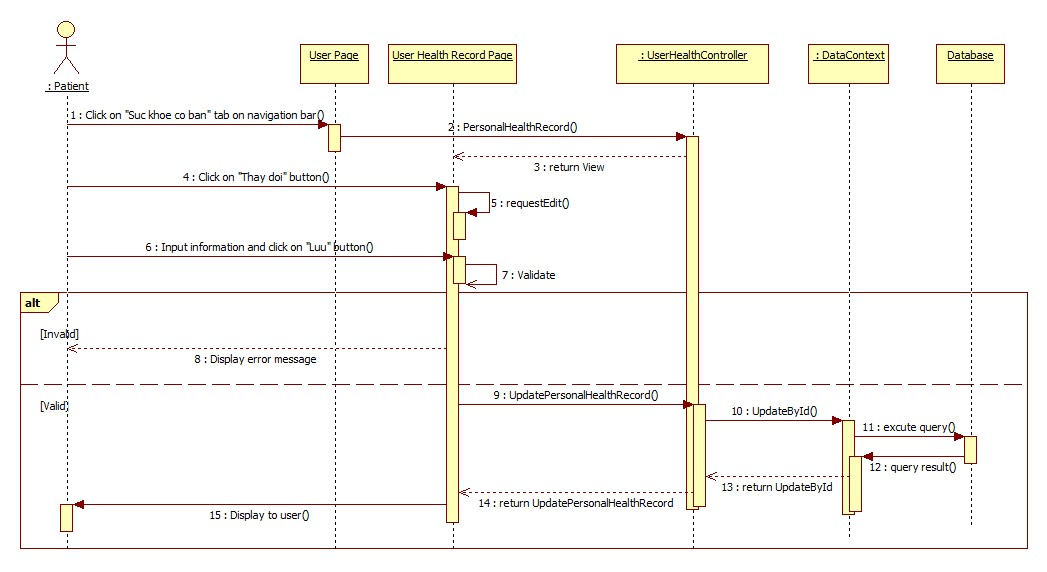 : Patient
User Page
User Health Record Page
: UserHealthController
: DataContext
Database
1 : Click on "Suc khoe co ban" tab on navigation bar()
2 : PersonalHealthRecord()
3 : return View
4 : Click on "Thay doi" button()
5 : requestEdit()
6 : Input information and click on "Luu" button()
7 : Validate
alt
[Invalid]
8 : Display error message
[Valid]
9 : UpdatePersonalHealthRecord()
10 : UpdateById()
11 : excute query()
12 : query result()
13 : return UpdateById
14 : return UpdatePersonalHealthRecord
15 : Display to user()